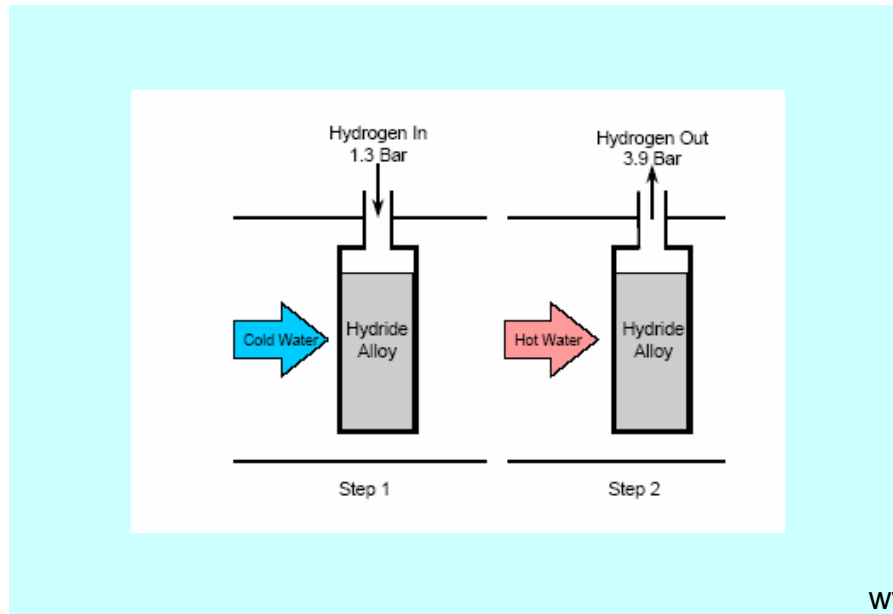 Hydrogen In
1.3 Bar
Hydrogen Out
3.9 Bar
Cold Water
Hydride
Alloy
Hot Water
Hydride
Alloy
Step 1
Step 2
w